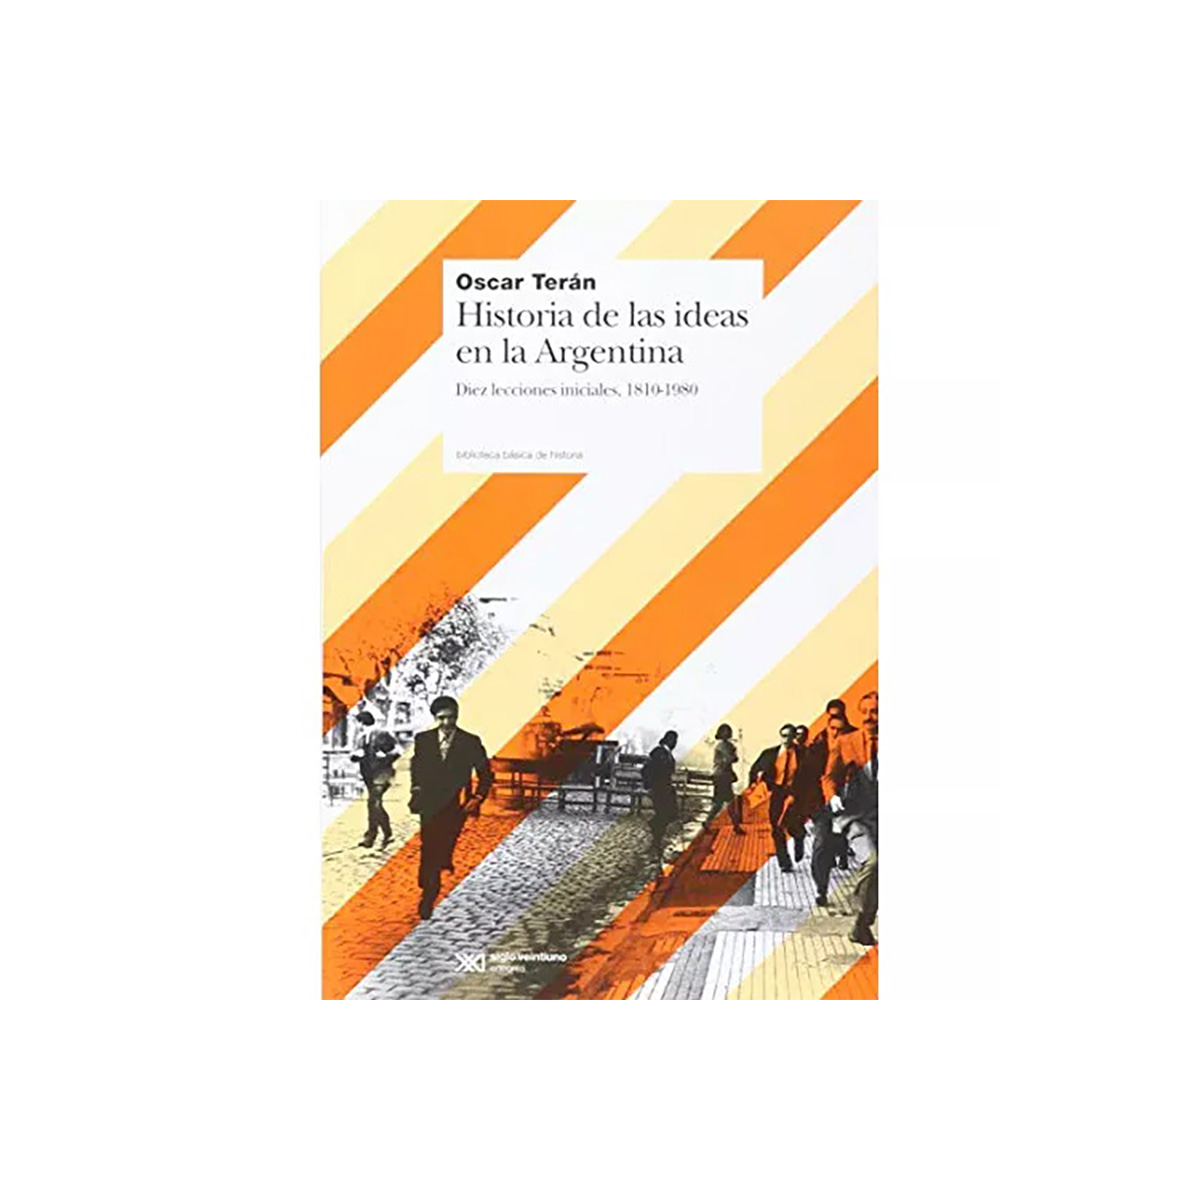 Oscar Terán
Historia de las ideas
en la Argentina
Diez lecciones iniciales, 1810-1980
biblioteca básica de historia
siglo veintiuno
editores